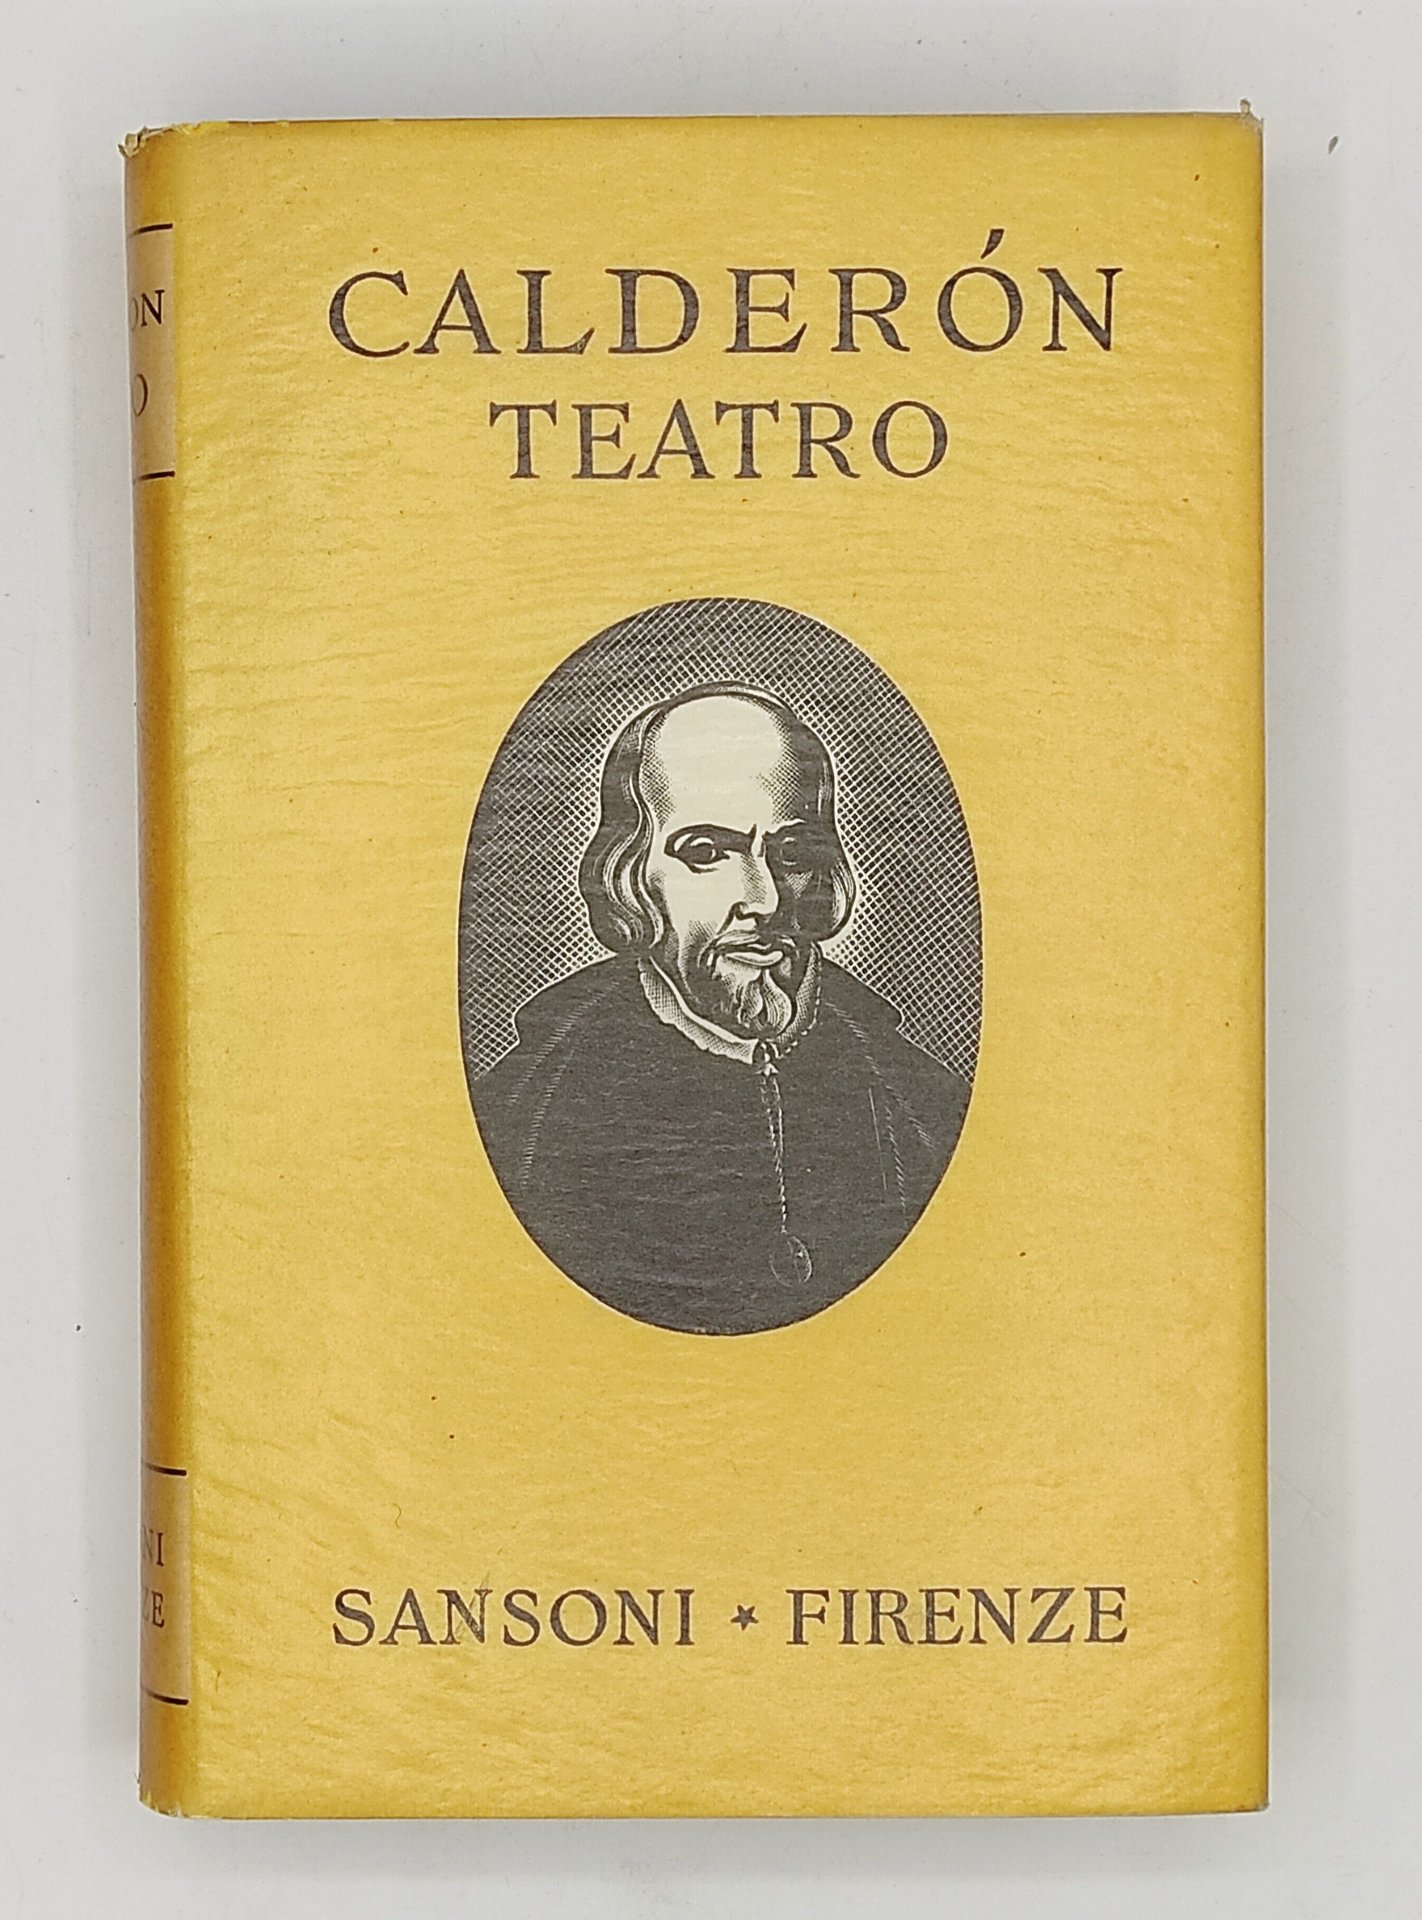 CALDERÓN
TEATRO
SANSONI ★ FIRENZE